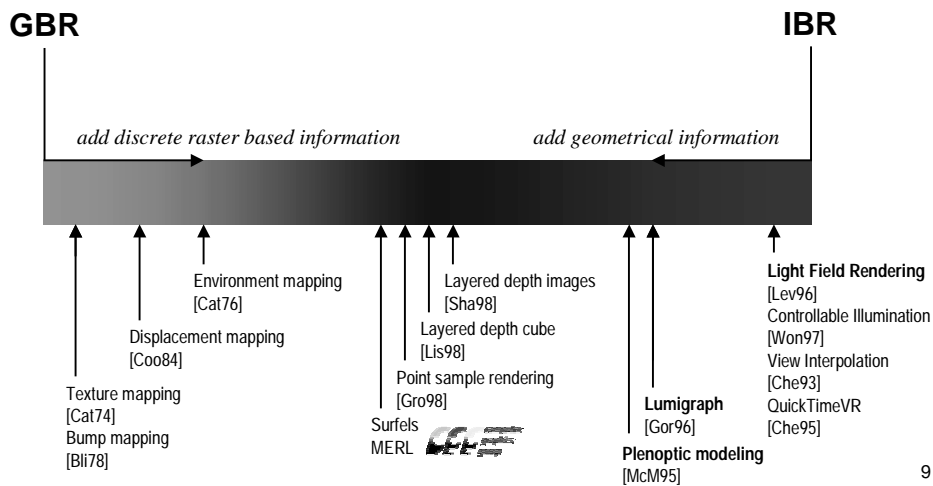 GBR
IBR
add discrete raster based information
add geometrical information
Environment mapping
[Cat76]
Displacement mapping
[Coo84]
Texture mapping
[Cat74]
Bump mapping
[Bli78]
Layered depth images
[Sha98]
Layered depth cube
[Lis98]
Point sample rendering
[Gro98]
Surfels
MERL
Lumigraph
[Gor96]
Plenoptic modeling
[McM95]
Light Field Rendering
[Lev96]
Controllable Illumination
[Won97]
View Interpolation
[Che93]
QuickTimeVR
[Che95]
9